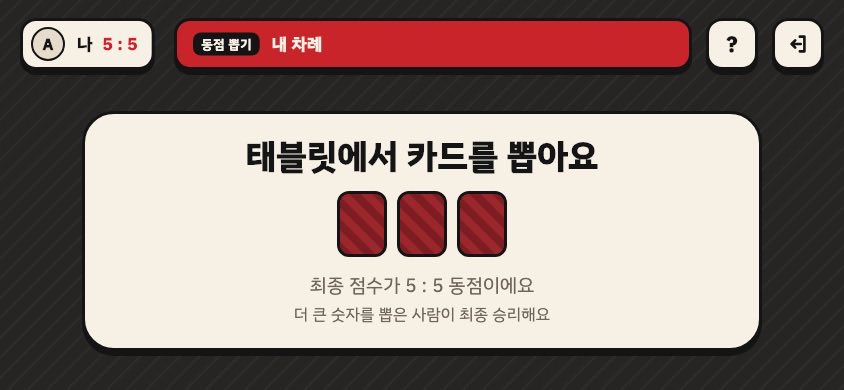 A 나 5 : 5
동점 뽑기 내 차례
?
태블릿에서 카드를 뽑아요
최종 점수가 5 : 5 동점이에요
더 큰 숫자를 뽑은 사람이 최종 승리해요